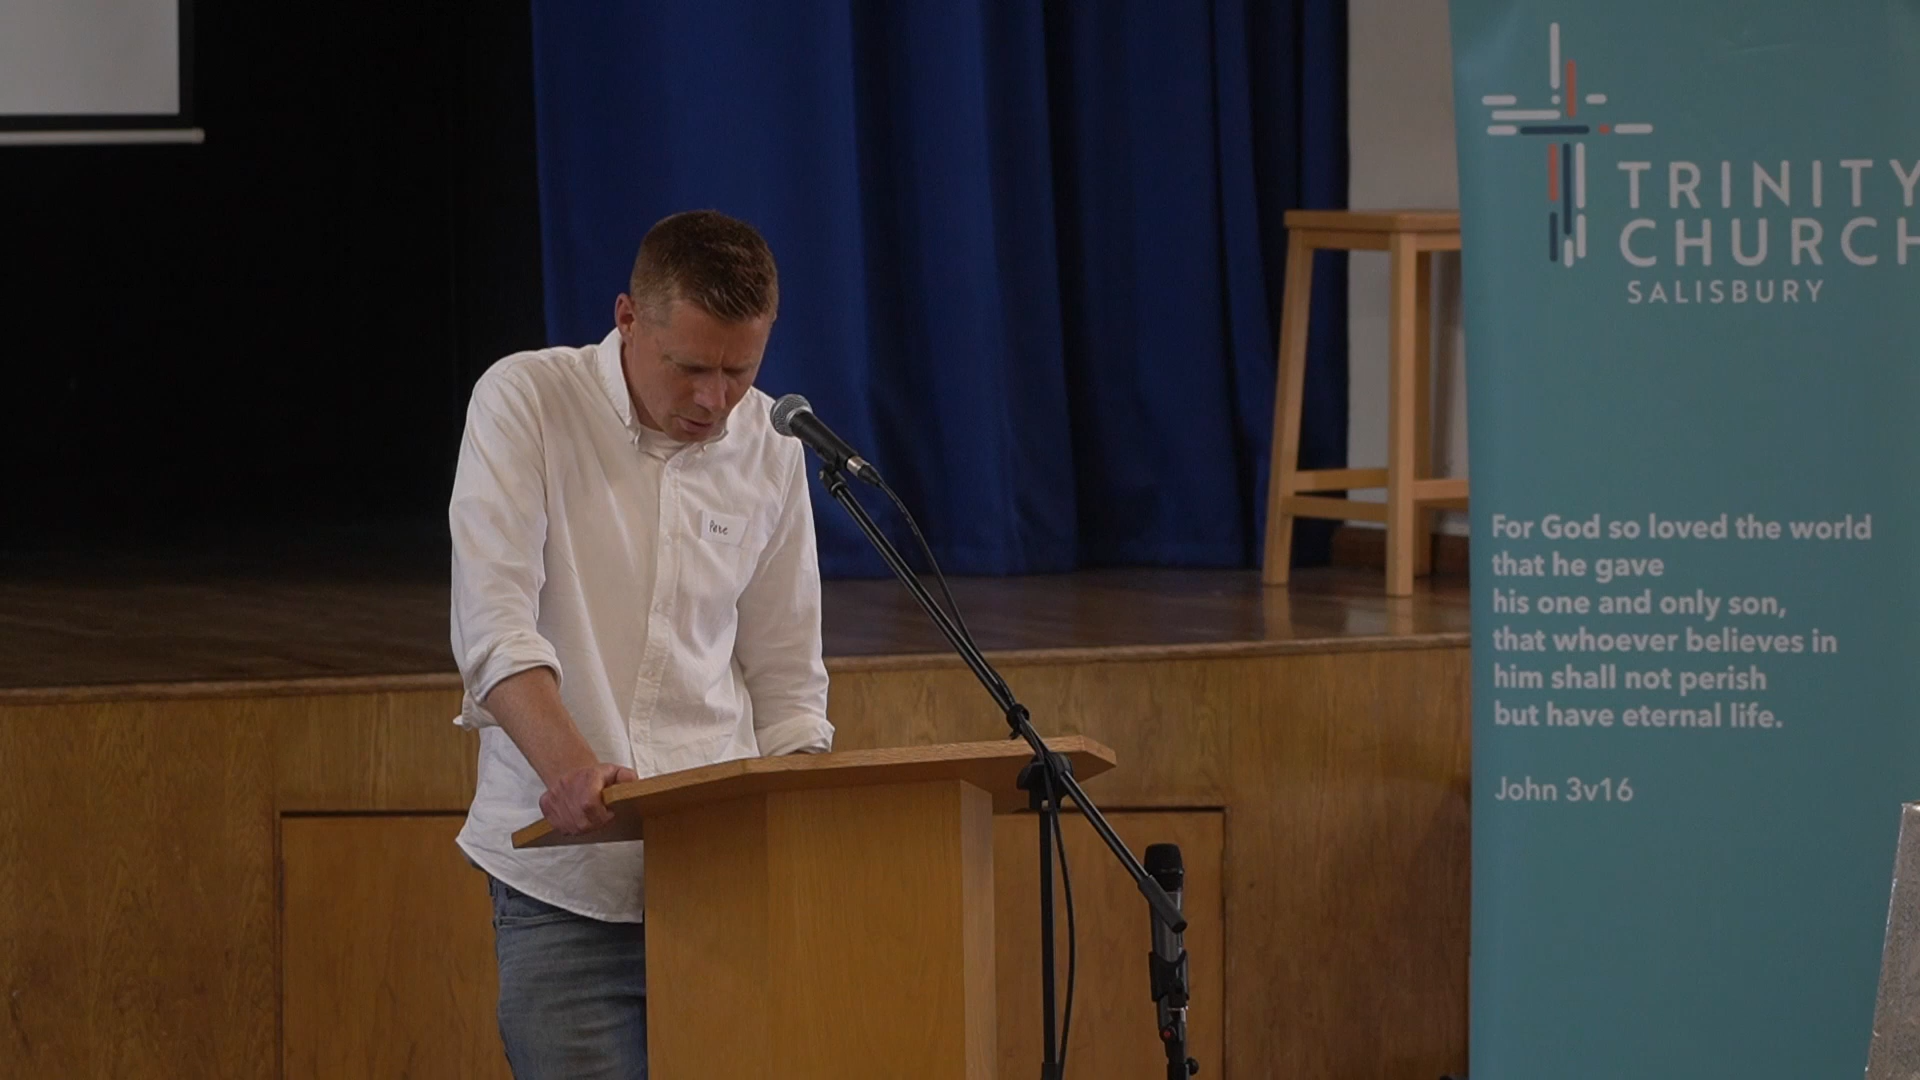 Pete
TRINITY
CHURCH
SALISBURY
For God so loved the world
that he gave
his one and only son,
that whoever believes in
him shall not perish
but have eternal life.
John 3v16